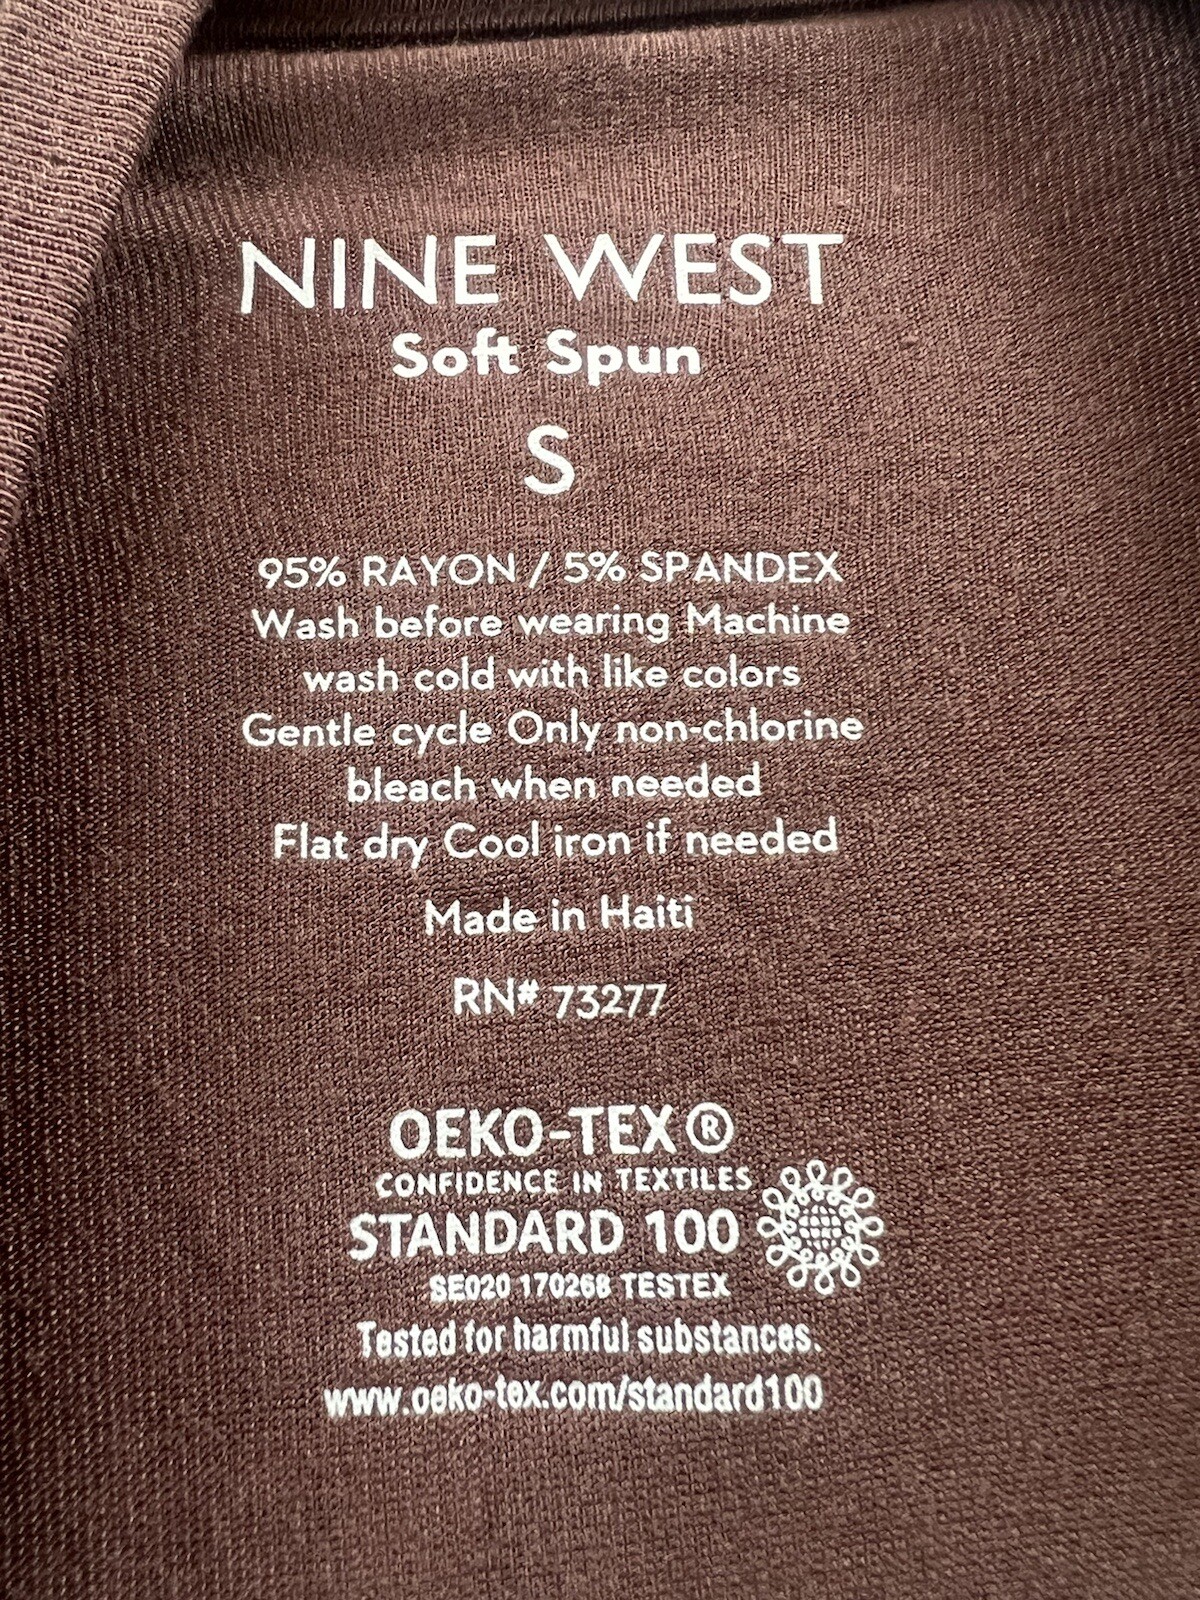 NINE WEST
Soft Spun
S
95% RAYON / 5% SPANDEX
Wash before wearing Machine
wash cold with like colors
Gentle cycle Only non-chlorine
bleach when needed
Flat dry Cool iron if needed
Made in Haiti
RN# 73277
OEKO-TEX®
CONFIDENCE IN TEXTILES
STANDARD 100
SE020 170268 TESTEX
Tested for harmful substances.
www.oeko-tex.com/standard100